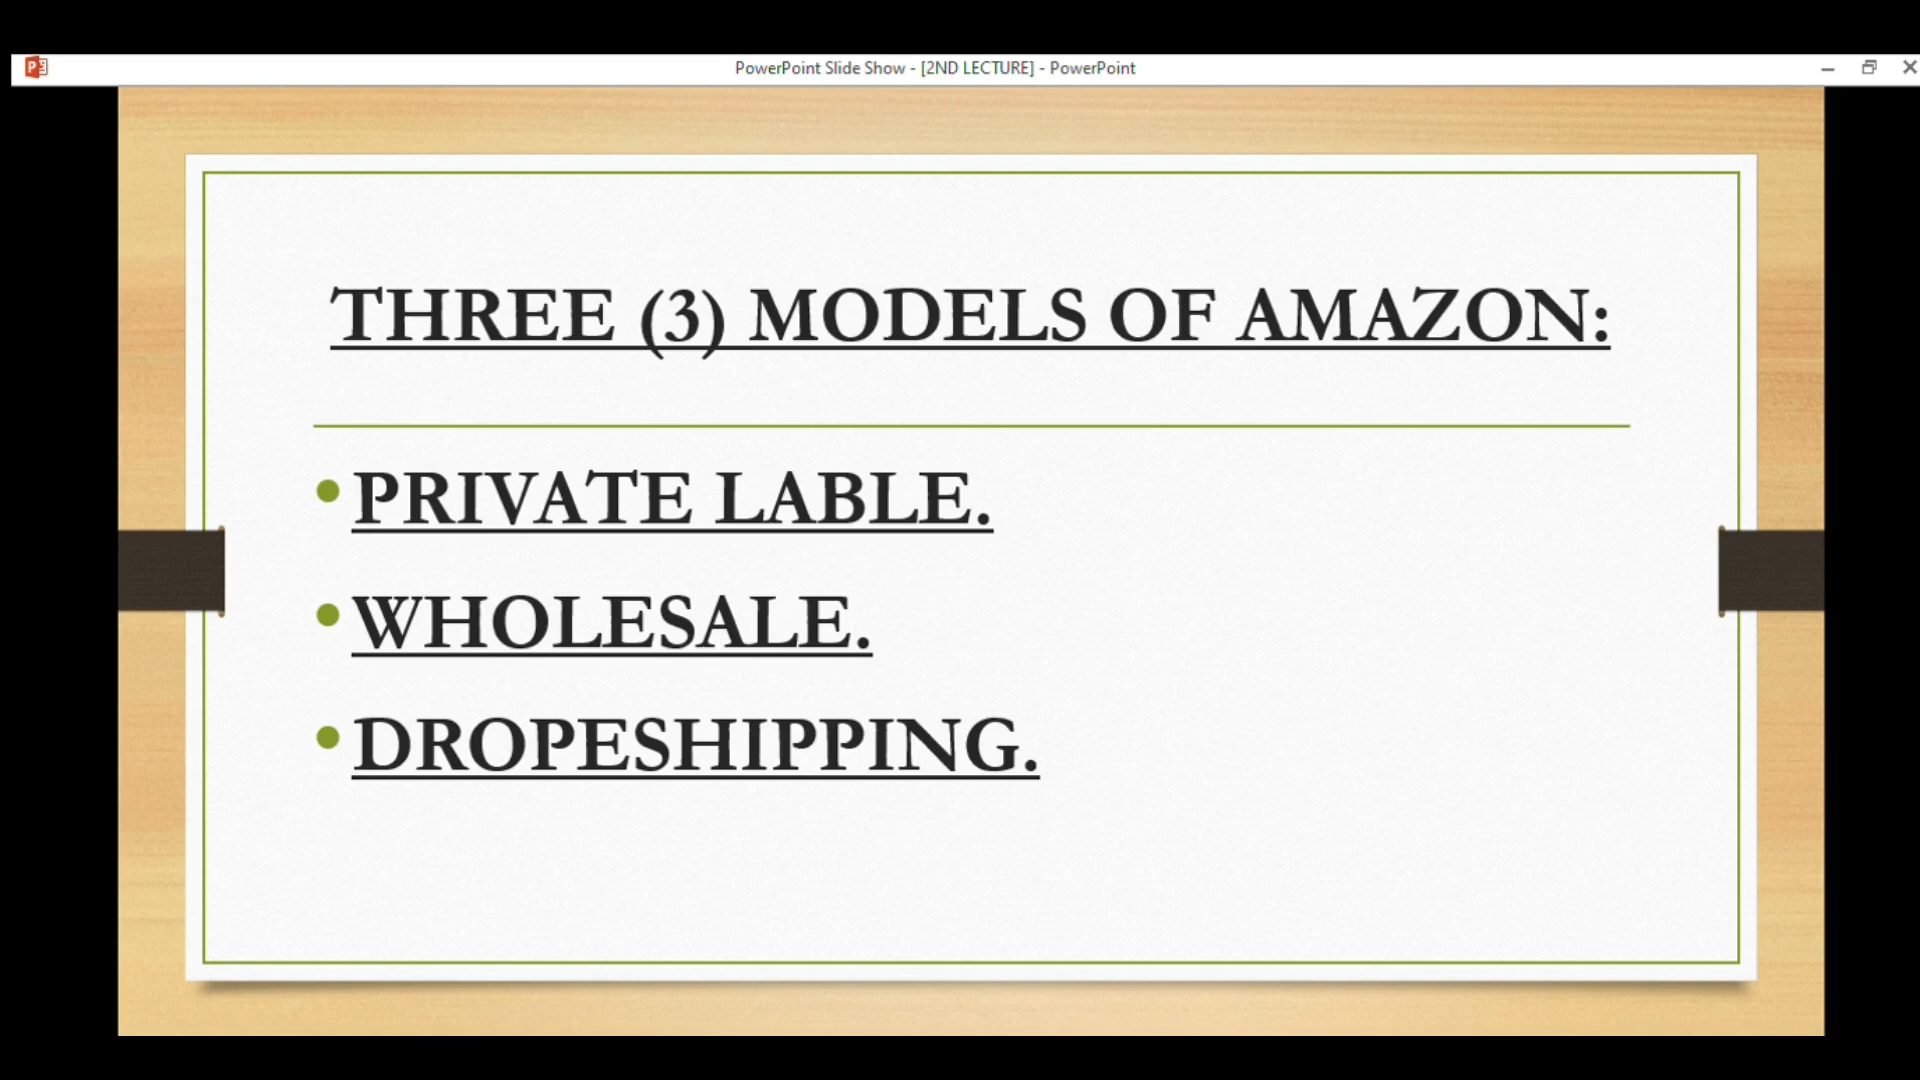 PowerPoint Slide Show - [2ND LECTURE] - PowerPoint
THREE (3) MODELS OF AMAZON:
• PRIVATE LABLE.
• WHOLESALE.
• DROPESHIPPING.